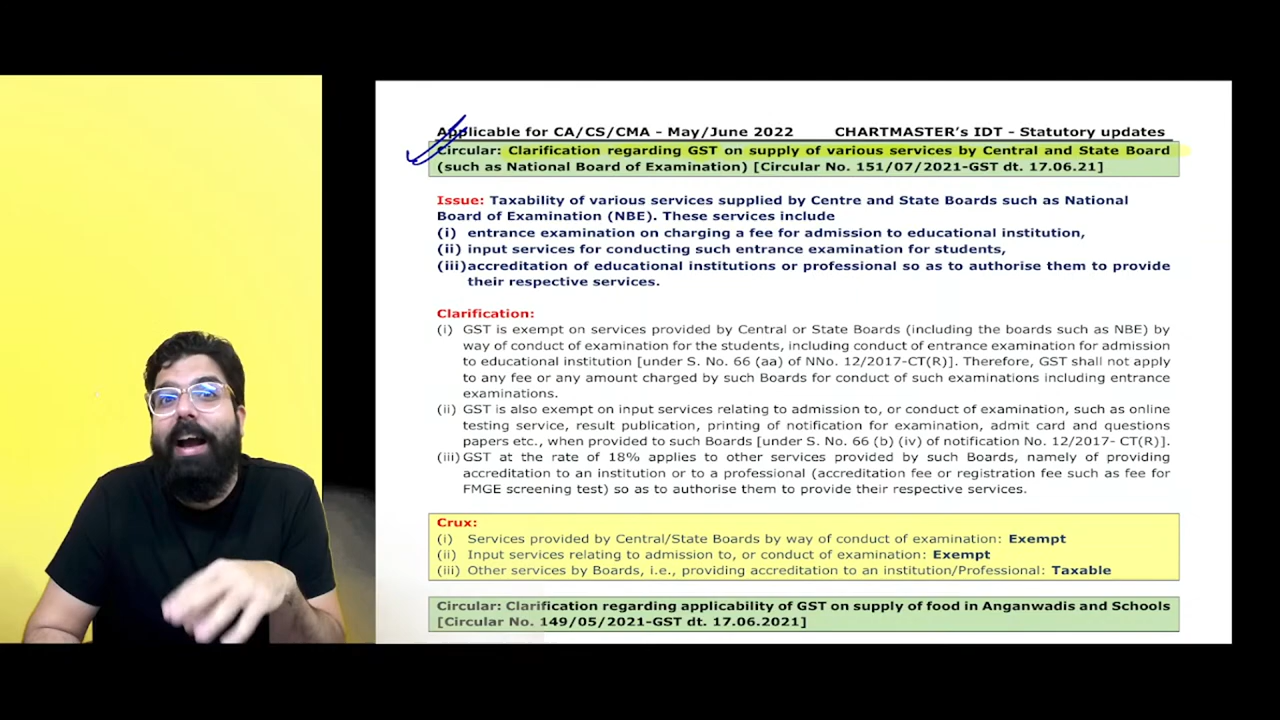 Applicable for CA/CS/CMA - May/June 2022 CHARTMASTER's IDT - Statutory updates
Circular: Clarification regarding GST on supply of various services by Central and State Board
(such as National Board of Examination) [Circular No. 151/07/2021-GST dt. 17.06.21]
Issue: Taxability of various services supplied by Centre and State Boards such as National
Board of Examination (NBE). These services include
(i) entrance examination on charging a fee for admission to educational institution,
(ii) input services for conducting such entrance examination for students,
(iii) accreditation of educational institutions or professional so as to authorise them to provide
their respective services.
Clarification:
(i) GST is exempt on services provided by Central or State Boards (including the boards such as NBE) by
way of conduct of examination for the students, including conduct of entrance examination for admission
to educational institution [under S. No. 66 (aa) of NNo. 12/2017-CT(R)]. Therefore, GST shall not apply
to any fee or any amount charged by such Boards for conduct of such examinations including entrance
examinations.
(ii) GST is also exempt on input services relating to admission to, or conduct of examination, such as online
testing service, result publication, printing of notification for examination, admit card and questions
papers etc., when provided to such Boards [under S. No. 66 (b) (iv) of notification No. 12/2017- CT(R)].
(iii) GST at the rate of 18% applies to other services provided by such Boards, namely of providing
accreditation to an institution or to a professional (accreditation fee or registration fee such as fee for
FMGE screening test) so as to authorise them to provide their respective services.
Crux:
(i) Services provided by Central/State Boards by way of conduct of examination: Exempt
(ii) Input services relating to admission to, or conduct of examination: Exempt
(iii) Other services by Boards, i.e., providing accreditation to an institution/Professional: Taxable
Circular: Clarification regarding applicability of GST on supply of food in Anganwadis and Schools
[Circular No. 149/05/2021-GST dt. 17.06.2021]